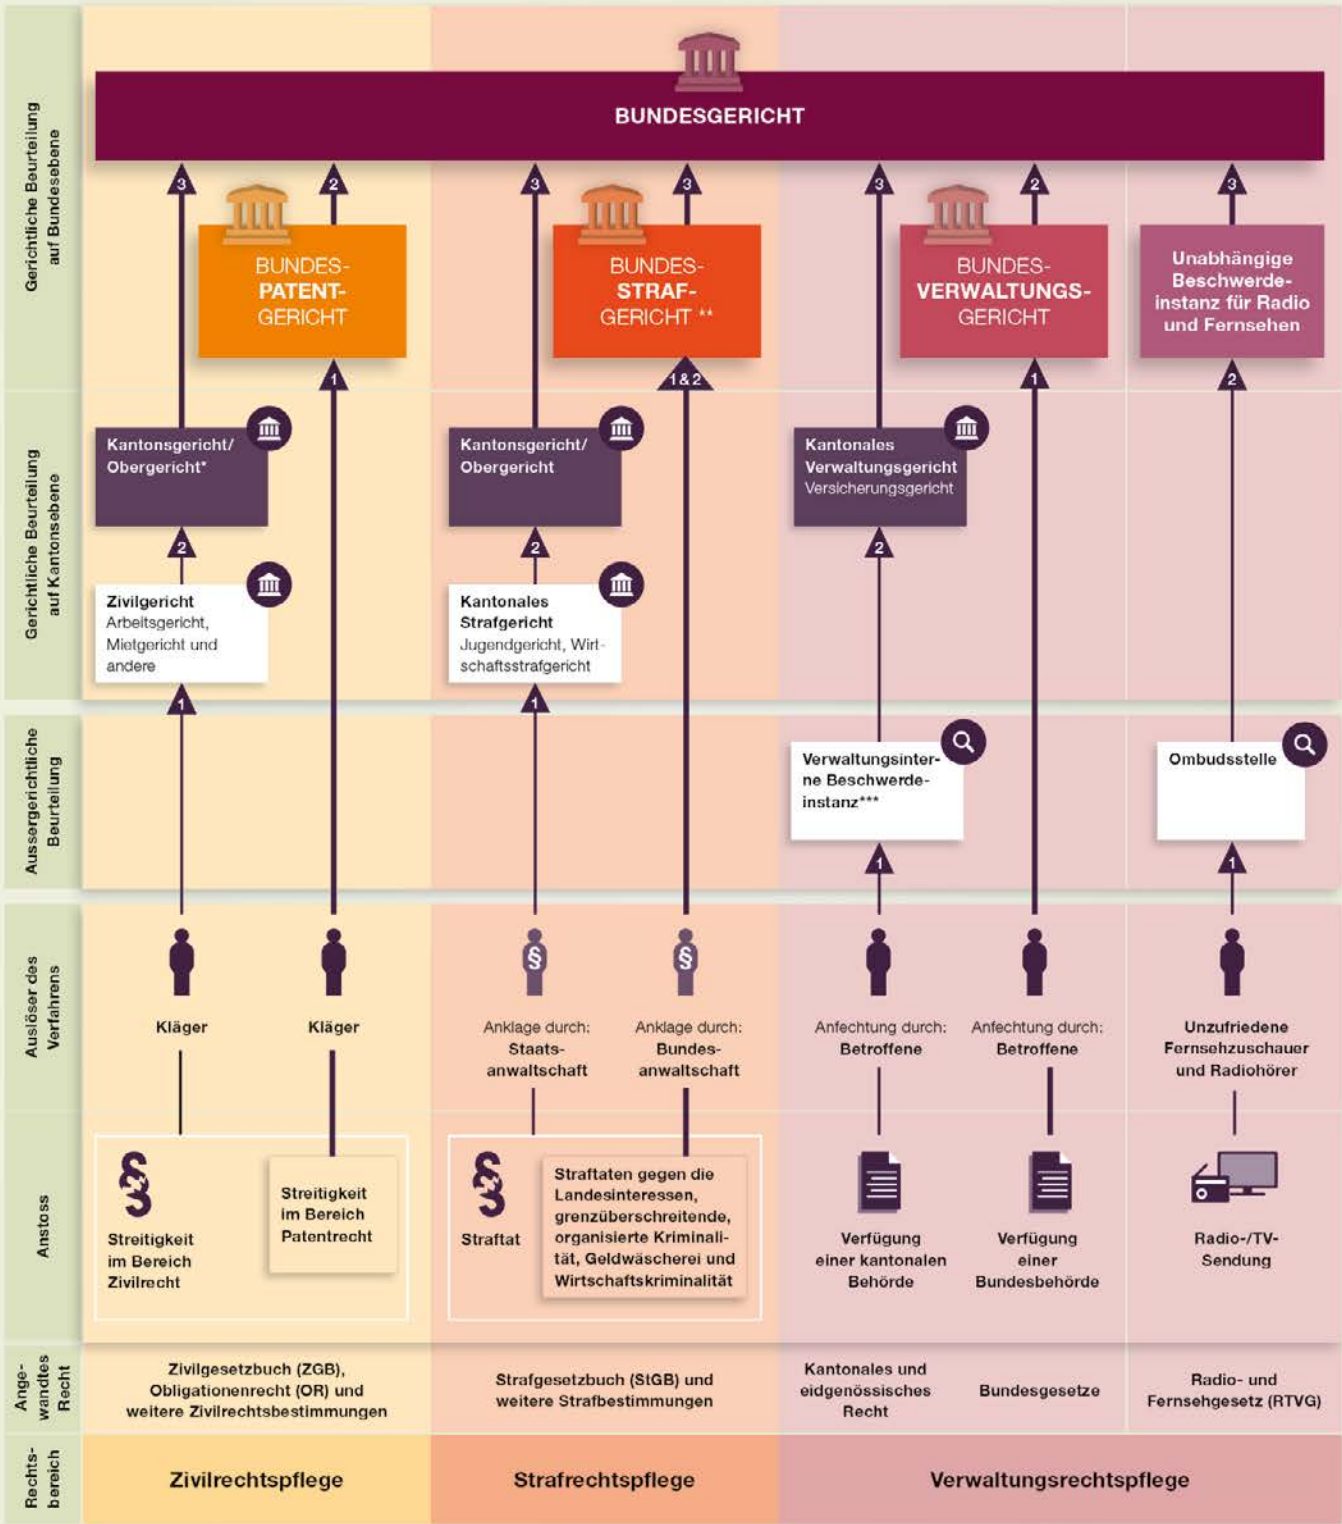 Gerichtliche Beurteilung
auf Bundesebene
BUNDESGERICHT
3
2
3
3
3
2
3
BUNDES-
PATENT-
GERICHT
BUNDES-
STRAF-
GERICHT **
BUNDES-
VERWALTUNGS-
GERICHT
Unabhängige
Beschwerde-
instanz für Radio
und Fernsehen
1
1 & 2
1
2
Gerichtliche Beurteilung
auf Kantonsebene
Kantonsgericht/
Obergericht*
Kantonsgericht/
Obergericht
Kantonales
Verwaltungsgericht
Versicherungsgericht
2
2
2
Zivilgericht
Arbeitsgericht,
Mietgericht und
andere
Kantonales
Strafgericht
Jugendgericht, Wirt-
schaftsstrafgericht
1
1
Aussergerichtliche
Beurteilung
Verwaltungsinter-
ne Beschwerde-
instanz***
Ombudsstelle
1
1
Auslöser des
Verfahrens
§
§
Kläger
Kläger
Anklage durch:
Staats-
anwaltschaft
Anklage durch:
Bundes-
anwaltschaft
Anfechtung durch:
Betroffene
Anfechtung durch:
Betroffene
Unzufriedene
Fernsehzuschauer
und Radiohörer
Anstoss
Streitigkeit
im Bereich
Zivilrecht
Streitigkeit
im Bereich
Patentrecht
Straftat
Straftaten gegen die
Landesinteressen,
grenzüberschreitende,
organisierte Kriminali-
tät, Geldwäscherei und
Wirtschaftskriminalität
Verfügung
einer kantonalen
Behörde
Verfügung
einer
Bundesbehörde
Radio-/TV-
Sendung
Ange-
wandtes
Recht
Zivilgesetzbuch (ZGB),
Obligationenrecht (OR) und
weitere Zivilrechtsbestimmungen
Strafgesetzbuch (StGB) und
weitere Strafbestimmungen
Kantonales und
eidgenössisches
Recht
Bundesgesetze
Radio- und
Fernsehgesetz (RTVG)
Rechts-
bereich
Zivilrechtspflege
Strafrechtspflege
Verwaltungsrechtspflege